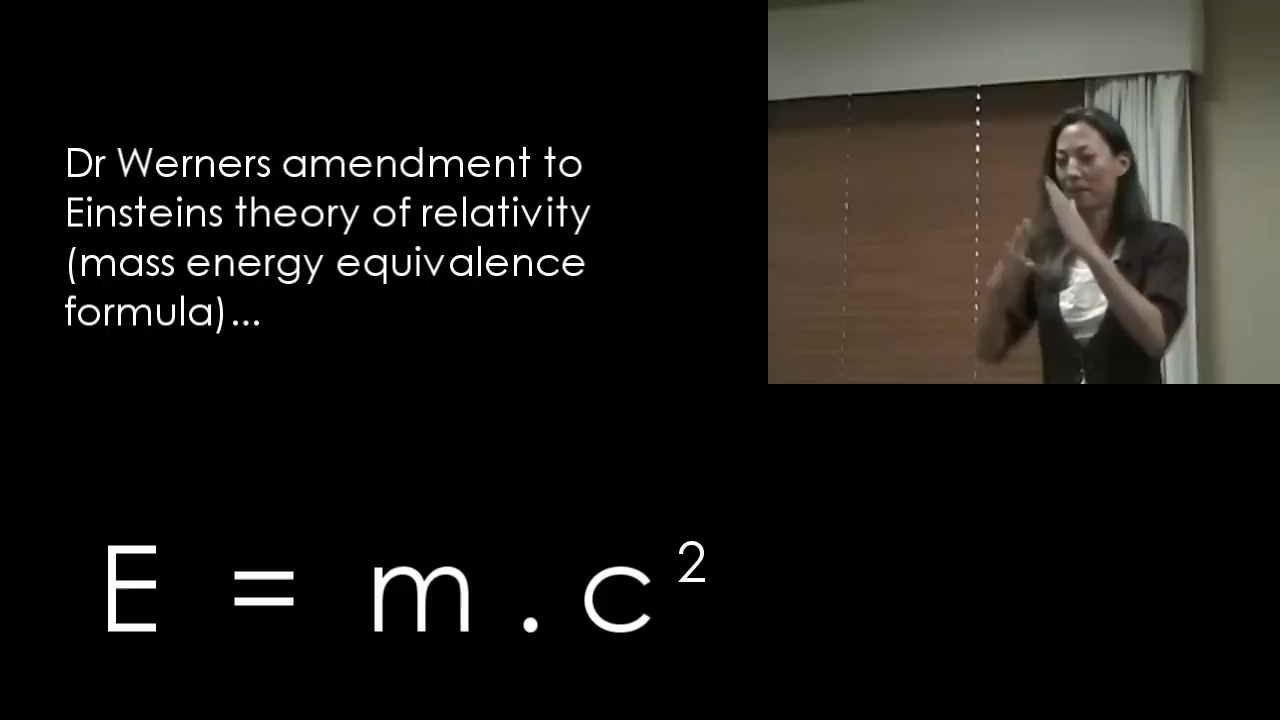 Dr Werners amendment to
Einsteins theory of relativity
(mass energy equivalence
formula)...
E = m . c²